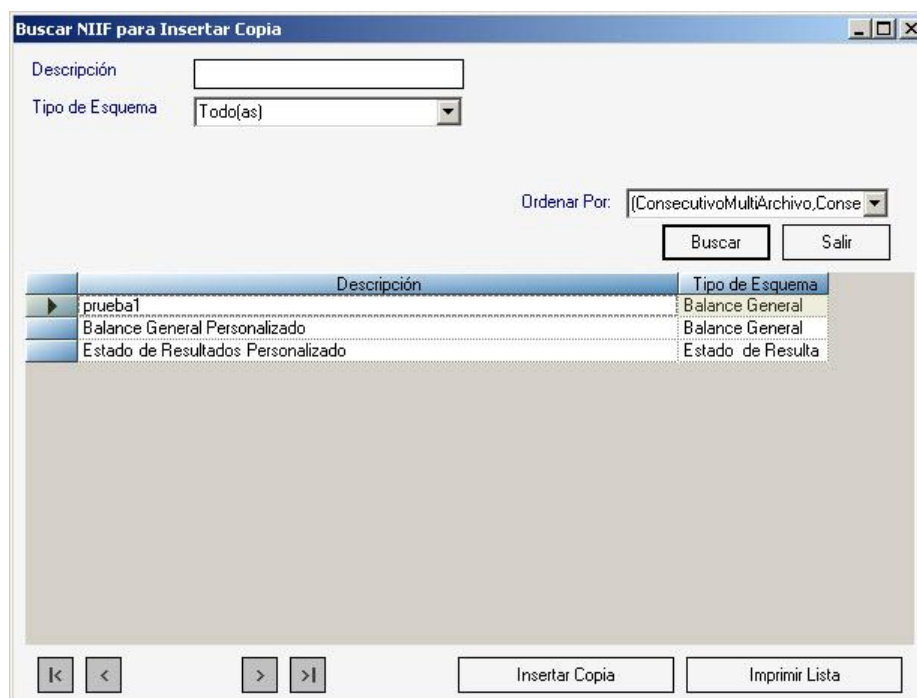 Buscar NIIF para Insertar Copia
Descripción
Tipo de Esquema Todo(as)
Ordenar Por: (ConsecutivoMultiArchivo,Conse
Buscar Salir
Descripción Tipo de Esquema
prueba1 Balance General
Balance General Personalizado Balance General
Estado de Resultados Personalizado Estado de Resulta
Insertar Copia Imprimir Lista